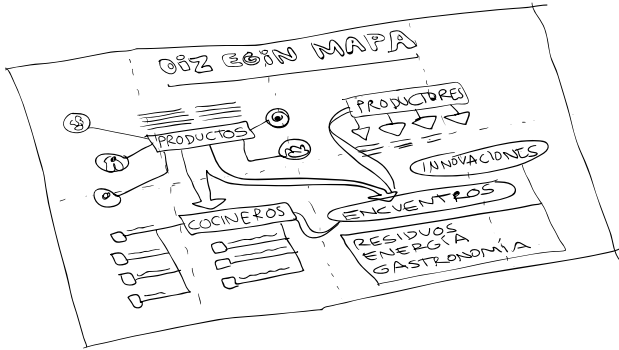 OIZ EGIN MAPA
PRODUCTORES
PRODUCTOS
INNOVACIONES
ENCUENTROS
COCINEROS
RESIDUOS
ENERGÍA
GASTRONOMÍA